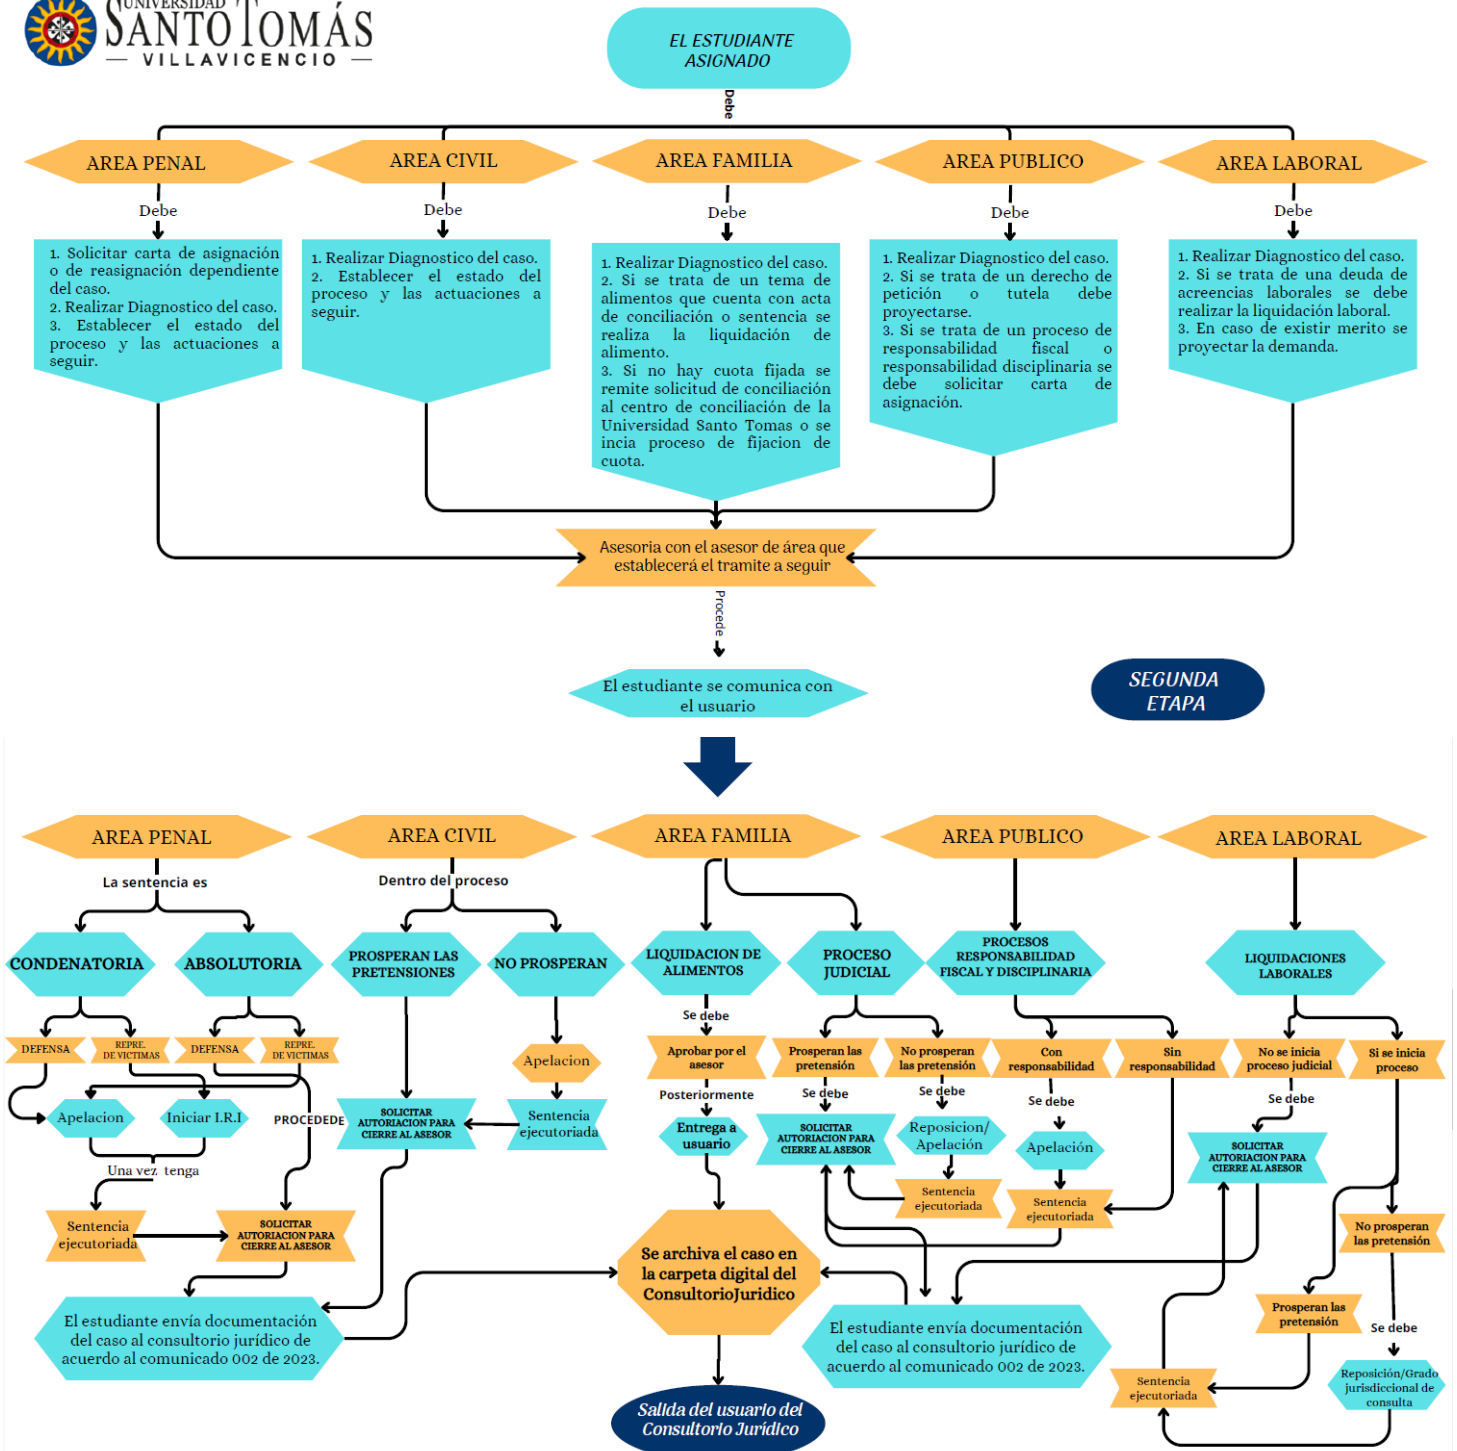 UNIVERSIDAD
SANTO TOMÁS
VILLAVICENCIO
EL ESTUDIANTE
ASIGNADO
Debe
AREA PENAL
AREA CIVIL
AREA FAMILIA
AREA PUBLICO
AREA LABORAL
Debe
Debe
Debe
Debe
Debe
1. Solicitar carta de asignación
o de reasignación dependiente
del caso.
2. Realizar Diagnostico del caso.
3. Establecer el estado del
proceso y las actuaciones a
seguir.
1. Realizar Diagnostico del caso.
2. Establecer el estado del
proceso y las actuaciones a
seguir.
1. Realizar Diagnostico del caso.
2. Si se trata de un tema de
alimentos que cuenta con acta
de conciliación o sentencia se
realiza la liquidación de
alimento.
3. Si no hay cuota fijada se
remite solicitud de conciliación
al centro de conciliación de la
Universidad Santo Tomas o se
incia proceso de fijacion de
cuota.
1. Realizar Diagnostico del caso.
2. Si se trata de un derecho de
petición o tutela debe
proyectarse.
3. Si se trata de un proceso de
responsabilidad fiscal o
responsabilidad disciplinaria se
debe solicitar carta de
asignación.
1. Realizar Diagnostico del caso.
2. Si se trata de una deuda de
acreencias laborales se debe
realizar la liquidación laboral.
3. En caso de existir merito se
proyectar la demanda.
Asesoria con el asesor de área que
establecerá el tramite a seguir
Procede
El estudiante se comunica con
el usuario
SEGUNDA
ETAPA
AREA PENAL
AREA CIVIL
AREA FAMILIA
AREA PUBLICO
AREA LABORAL
La sentencia es
Dentro del proceso
CONDENATORIA
ABSOLUTORIA
PROSPERAN LAS
PRETENSIONES
NO PROSPERAN
LIQUIDACION DE
ALIMENTOS
PROCESO
JUDICIAL
PROCESOS
RESPONSABILIDAD
FISCAL Y DISCIPLINARIA
LIQUIDACIONES
LABORALES
Se debe
DEFENSA
REPRE.
DE VICTIMAS
DEFENSA
REPRE.
DE VICTIMAS
Apelacion
Aprobar por el
asesor
Prosperan las
pretensión
No prosperan
las pretensión
Con
responsabilidad
Sin
responsabilidad
No se inicia
proceso judicial
Si se inicia
proceso
Posteriormente
Se debe
Se debe
Se debe
Se debe
Apelacion
Iniciar I.R.I
PROCEDEDE
SOLICITAR
AUTORIACION PARA
CIERRE AL ASESOR
Sentencia
ejecutoriada
Entrega a
usuario
SOLICITAR
AUTORIACION PARA
CIERRE AL ASESOR
Reposicion/
Apelación
Apelación
SOLICITAR
AUTORIACION PARA
CIERRE AL ASESOR
Una vez tenga
Sentencia
ejecutoriada
Sentencia
ejecutoriada
Sentencia
ejecutoriada
SOLICITAR
AUTORIACION PARA
CIERRE AL ASESOR
No prosperan
las pretensión
Se archiva el caso en
la carpeta digital del
ConsultorioJuridico
Prosperan las
pretensión
Se debe
El estudiante envía documentación
del caso al consultorio jurídico de
acuerdo al comunicado 002 de 2023.
El estudiante envía documentación
del caso al consultorio jurídico de
acuerdo al comunicado 002 de 2023.
Sentencia
ejecutoriada
Reposición/Grado
jurisdiccional de
consulta
Salida del usuario del
Consultorio Jurídico